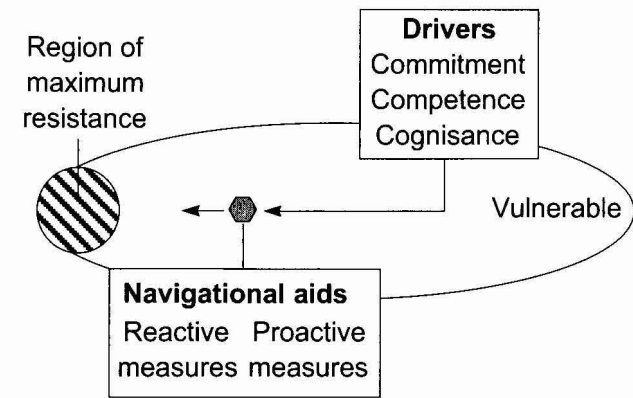 Region of
maximum
resistance
Drivers
Commitment
Competence
Cognisance
Vulnerable
Navigational aids
Reactive Proactive
measures measures